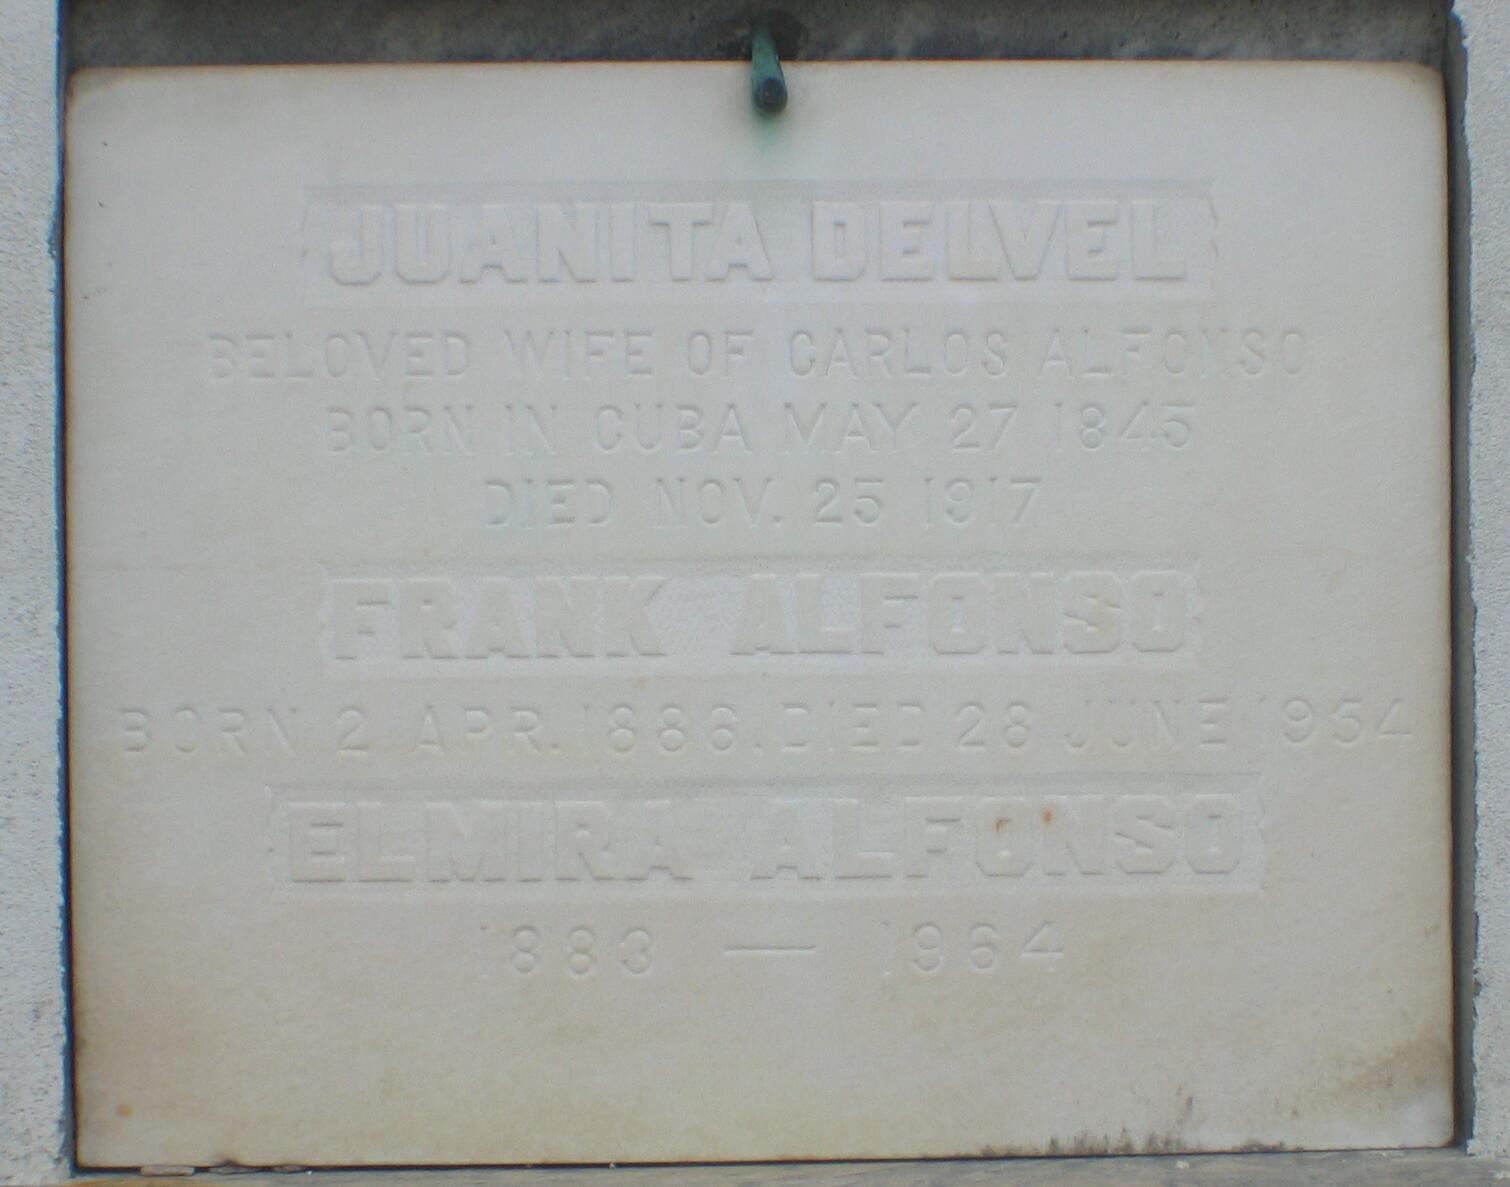 JUANITA DELVEL
BELOVED WIFE OF CARLOS ALFONSO
BORN IN CUBA MAY 27 1845
DIED NOV. 25 1917
FRANK ALFONSO
BORN 2 APR. 1886. DIED 28 JUNE 1954
ELMIRA ALFONSO
1883 — 1964